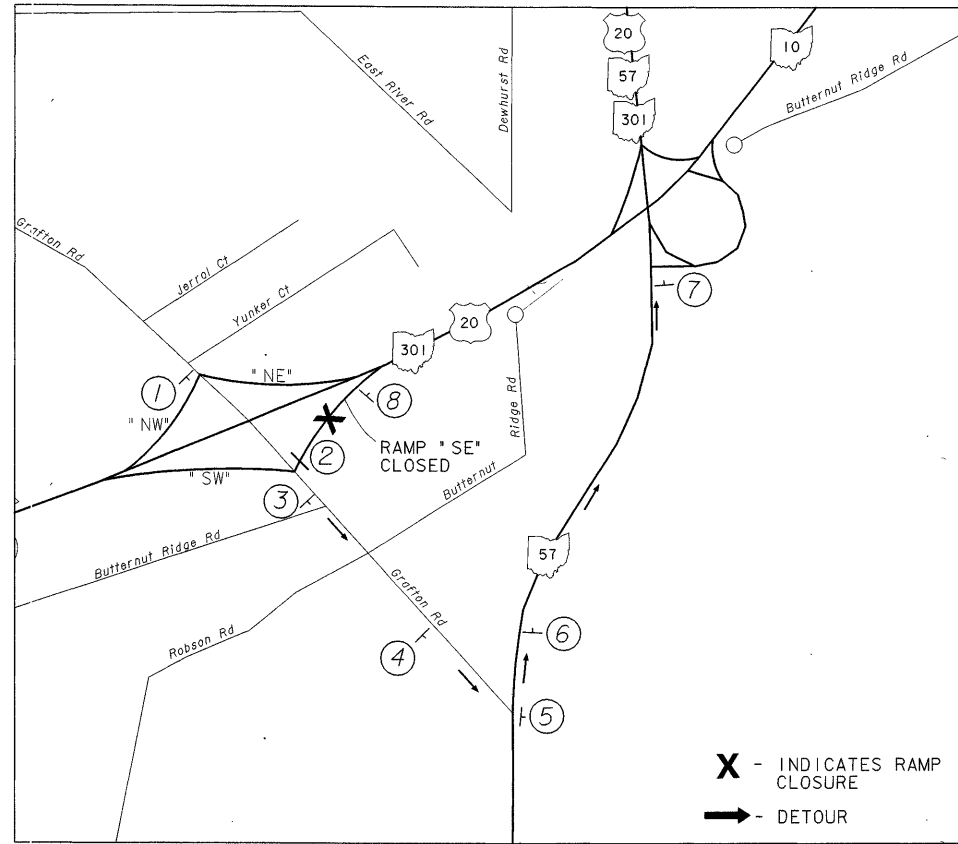 20
57
301
10
Butternut Ridge Rd
East River Rd
Dewhurst Rd
Grafton Rd
Jerrol Ct
Yunker Ct
20
301
7
1
"NE"
"NW"
8
Ridge Rd
RAMP "SE"
CLOSED
2
"SW"
3
Butternut
Butternut Ridge Rd
57
Grafton Rd
Robson Rd
4
6
5
X - INDICATES RAMP
CLOSURE
- DETOUR